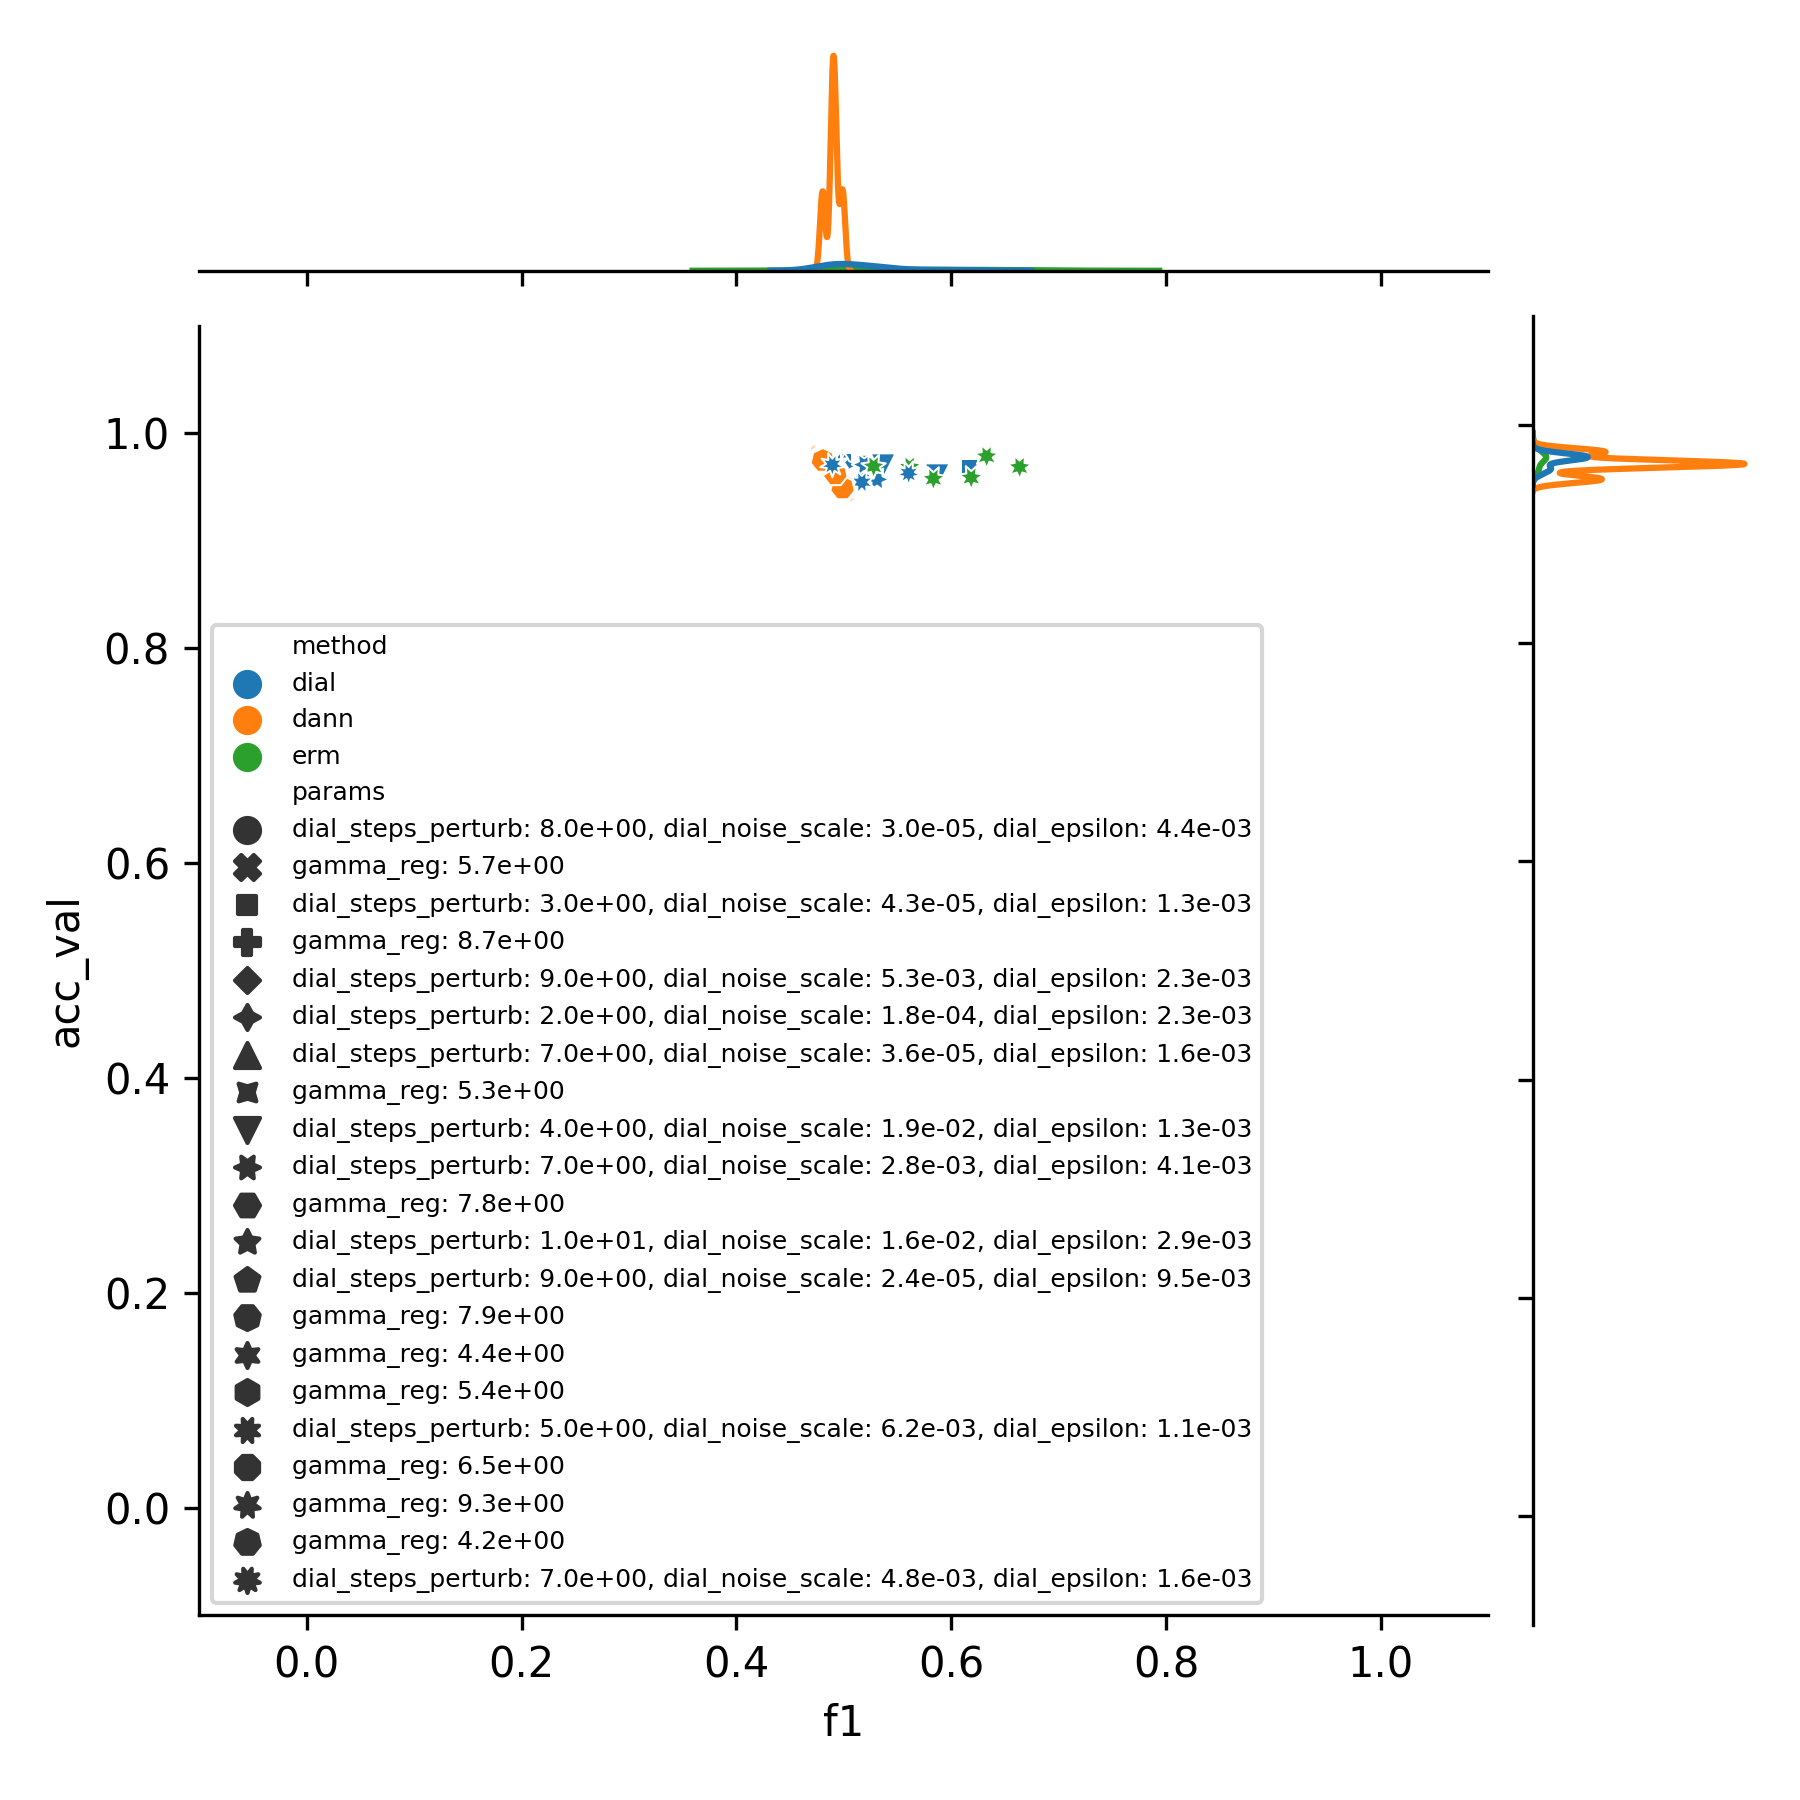 1.0
0.8
0.6
0.4
0.2
0.0
acc_val
method
dial
dann
erm
params
dial_steps_perturb: 8.0e+00, dial_noise_scale: 3.0e-05, dial_epsilon: 4.4e-03
gamma_reg: 5.7e+00
dial_steps_perturb: 3.0e+00, dial_noise_scale: 4.3e-05, dial_epsilon: 1.3e-03
gamma_reg: 8.7e+00
dial_steps_perturb: 9.0e+00, dial_noise_scale: 5.3e-03, dial_epsilon: 2.3e-03
dial_steps_perturb: 2.0e+00, dial_noise_scale: 1.8e-04, dial_epsilon: 2.3e-03
dial_steps_perturb: 7.0e+00, dial_noise_scale: 3.6e-05, dial_epsilon: 1.6e-03
gamma_reg: 5.3e+00
dial_steps_perturb: 4.0e+00, dial_noise_scale: 1.9e-02, dial_epsilon: 1.3e-03
dial_steps_perturb: 7.0e+00, dial_noise_scale: 2.8e-03, dial_epsilon: 4.1e-03
gamma_reg: 7.8e+00
dial_steps_perturb: 1.0e+01, dial_noise_scale: 1.6e-02, dial_epsilon: 2.9e-03
dial_steps_perturb: 9.0e+00, dial_noise_scale: 2.4e-05, dial_epsilon: 9.5e-03
gamma_reg: 7.9e+00
gamma_reg: 4.4e+00
gamma_reg: 5.4e+00
dial_steps_perturb: 5.0e+00, dial_noise_scale: 6.2e-03, dial_epsilon: 1.1e-03
gamma_reg: 6.5e+00
gamma_reg: 9.3e+00
gamma_reg: 4.2e+00
dial_steps_perturb: 7.0e+00, dial_noise_scale: 4.8e-03, dial_epsilon: 1.6e-03
0.0 0.2 0.4 0.6 0.8 1.0
f1